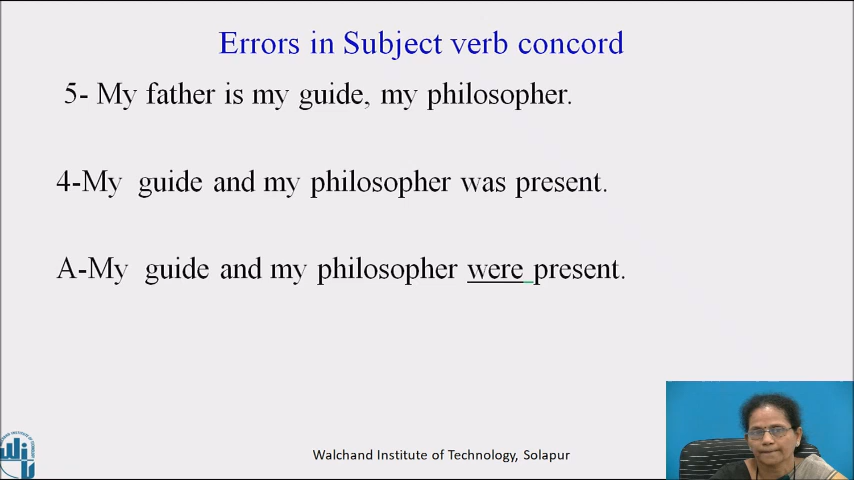 Errors in Subject verb concord
5- My father is my guide, my philosopher.
4-My guide and my philosopher was present.
A-My guide and my philosopher were present.
Walchand Institute of Technology, Solapur